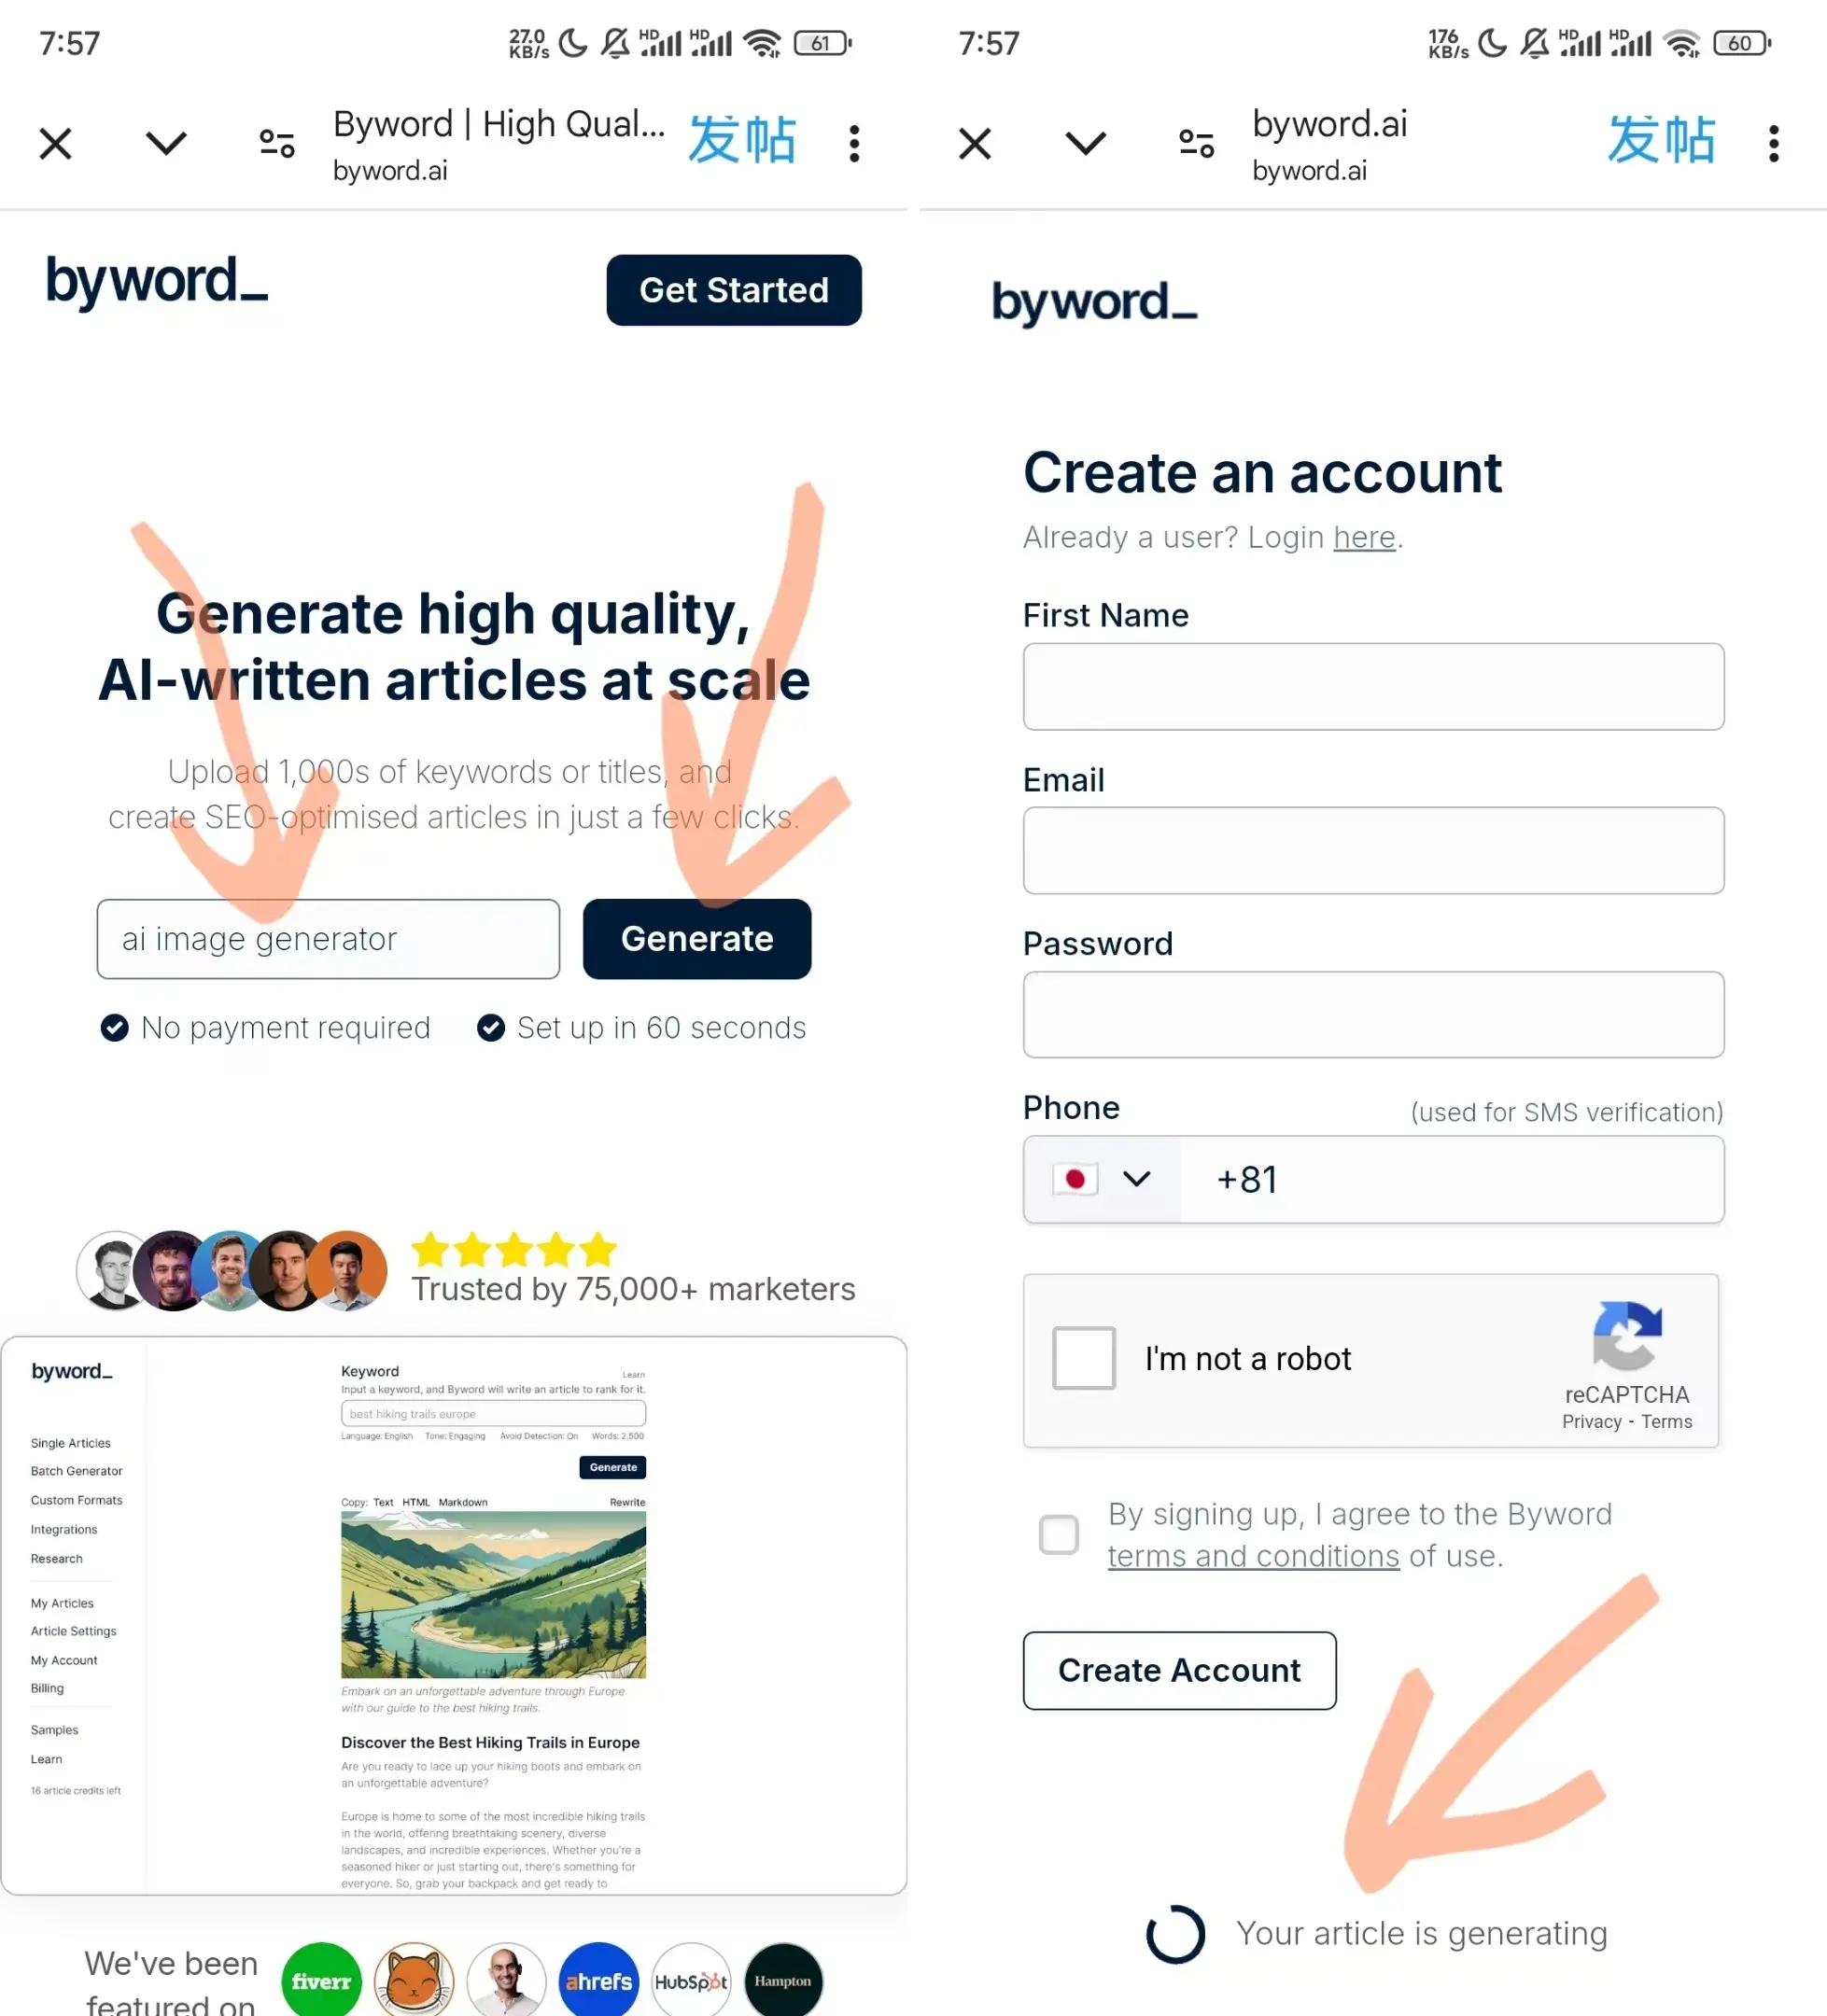 7:57
27.0
KB/s
HD
HD
61
Byword | High Qual...
byword.ai
发帖
byword_
Get Started
Generate high quality,
AI-written articles at scale
Upload 1,000s of keywords or titles, and
create SEO-optimised articles in just a few clicks.
ai image generator
Generate
No payment required
Set up in 60 seconds
Trusted by 75,000+ marketers
byword_
Single Articles
Batch Generator
Custom Formats
Integrations
Research
My Articles
Article Settings
My Account
Billing
Samples
Learn
16 article credits left
Keyword
Learn
Input a keyword, and Byword will write an article to rank for it.
best hiking trails europe
Language: English Tone: Engaging Avoid Detection: On Words: 2,500
Generate
Copy: Text HTML Markdown Rewrite
Embark on an unforgettable adventure through Europe
with our guide to the best hiking trails.
Discover the Best Hiking Trails in Europe
Are you ready to lace up your hiking boots and embark on
an unforgettable adventure?
Europe is home to some of the most incredible hiking trails
in the world, offering breathtaking scenery, diverse
landscapes, and incredible experiences. Whether you're a
seasoned hiker or just starting out, there's something for
everyone. So, grab your backpack and get ready to
We've been
featured on
fiverr
ahrefs
HubSpot
Hampton
7:57
176
KB/s
HD
HD
60
byword.ai
byword.ai
发帖
byword_
Create an account
Already a user? Login here.
First Name
Email
Password
Phone
(used for SMS verification)
+81
I'm not a robot
reCAPTCHA
Privacy - Terms
By signing up, I agree to the Byword
terms and conditions of use.
Create Account
Your article is generating